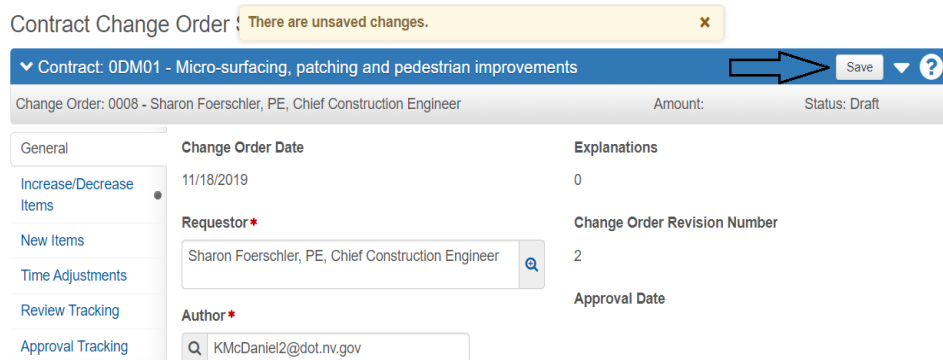 Contract Change Order
There are unsaved changes. x
Contract: 0DM01 - Micro-surfacing, patching and pedestrian improvements Save ?
Change Order: 0008 - Sharon Foerschler, PE, Chief Construction Engineer Amount: Status: Draft
General
Increase/Decrease
Items
New Items
Time Adjustments
Review Tracking
Approval Tracking
Change Order Date
11/18/2019
Requestor*
Sharon Foerschler, PE, Chief Construction Engineer
Author*
KMcDaniel2@dot.nv.gov
Explanations
0
Change Order Revision Number
2
Approval Date